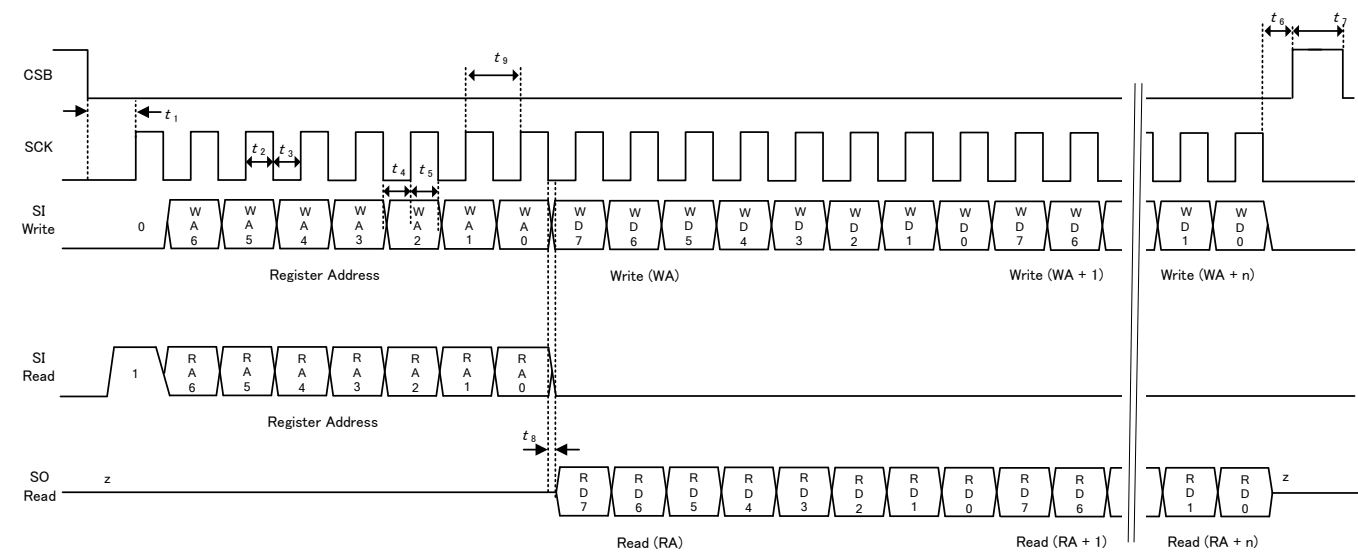 t6 t7
CSB
t9
t1
SCK
t2 t3
t4 t5
SI
Write
0 WA6 WA5 WA4 WA3 WA2 WA1 WA0 WD7 WD6 WD5 WD4 WD3 WD2 WD1 WD0 WD7 WD6 WD1 WD0
Register Address Write (WA) Write (WA + 1) Write (WA + n)
SI
Read
1 RA6 RA5 RA4 RA3 RA2 RA1 RA0
Register Address
t8
SO
Read
z RD7 RD6 RD5 RD4 RD3 RD2 RD1 RD0 RD7 RD6 RD1 RD0 z
Read (RA) Read (RA + 1) Read (RA + n)